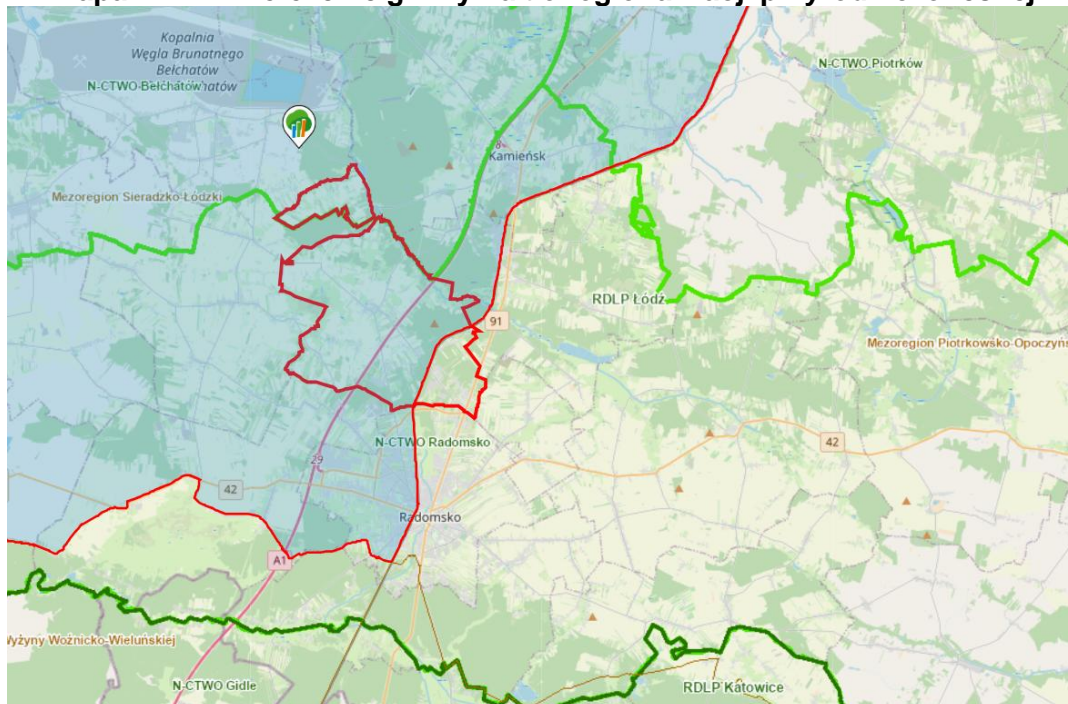 Kopalnia
Węgla Brunatnego
Bełchatów
N-CTWO Bełchatów
N-CTWO Piotrków
8
Kamieńsk
Mezoregion Sieradzko-Łódzki
RDLP Łódź
91
Mezoregion Piotrkowsko-Opoczyńs
N-CTWO Radomsko
42
29
42
Radomsko
A1
Wyżyny Woźnicko-Wieluńskiej
N-CTWO Gidle
RDLP Katowice